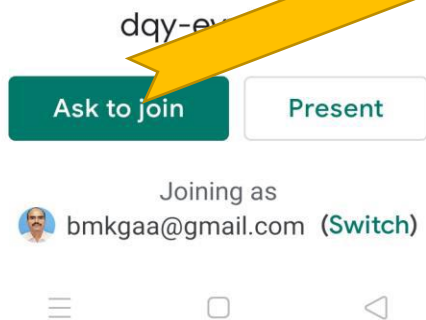 dqy-ev
Ask to join
Present
Joining as
bmkgaa@gmail.com (Switch)